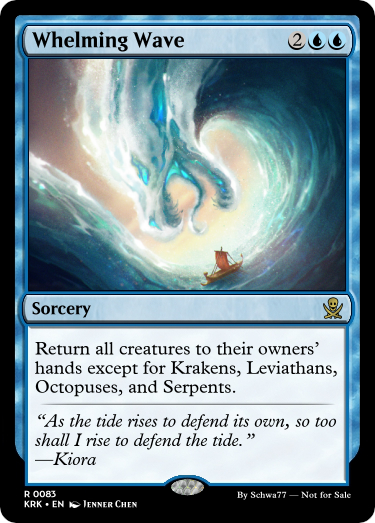 Whelming Wave 2
Sorcery
Return all creatures to their owners'
hands except for Krakens, Leviathans,
Octopuses, and Serpents.
“As the tide rises to defend its own, so too
shall I rise to defend the tide.”
—Kiora
R 0083
KRK • EN Jenner Chen
By Schwa77 — Not for Sale